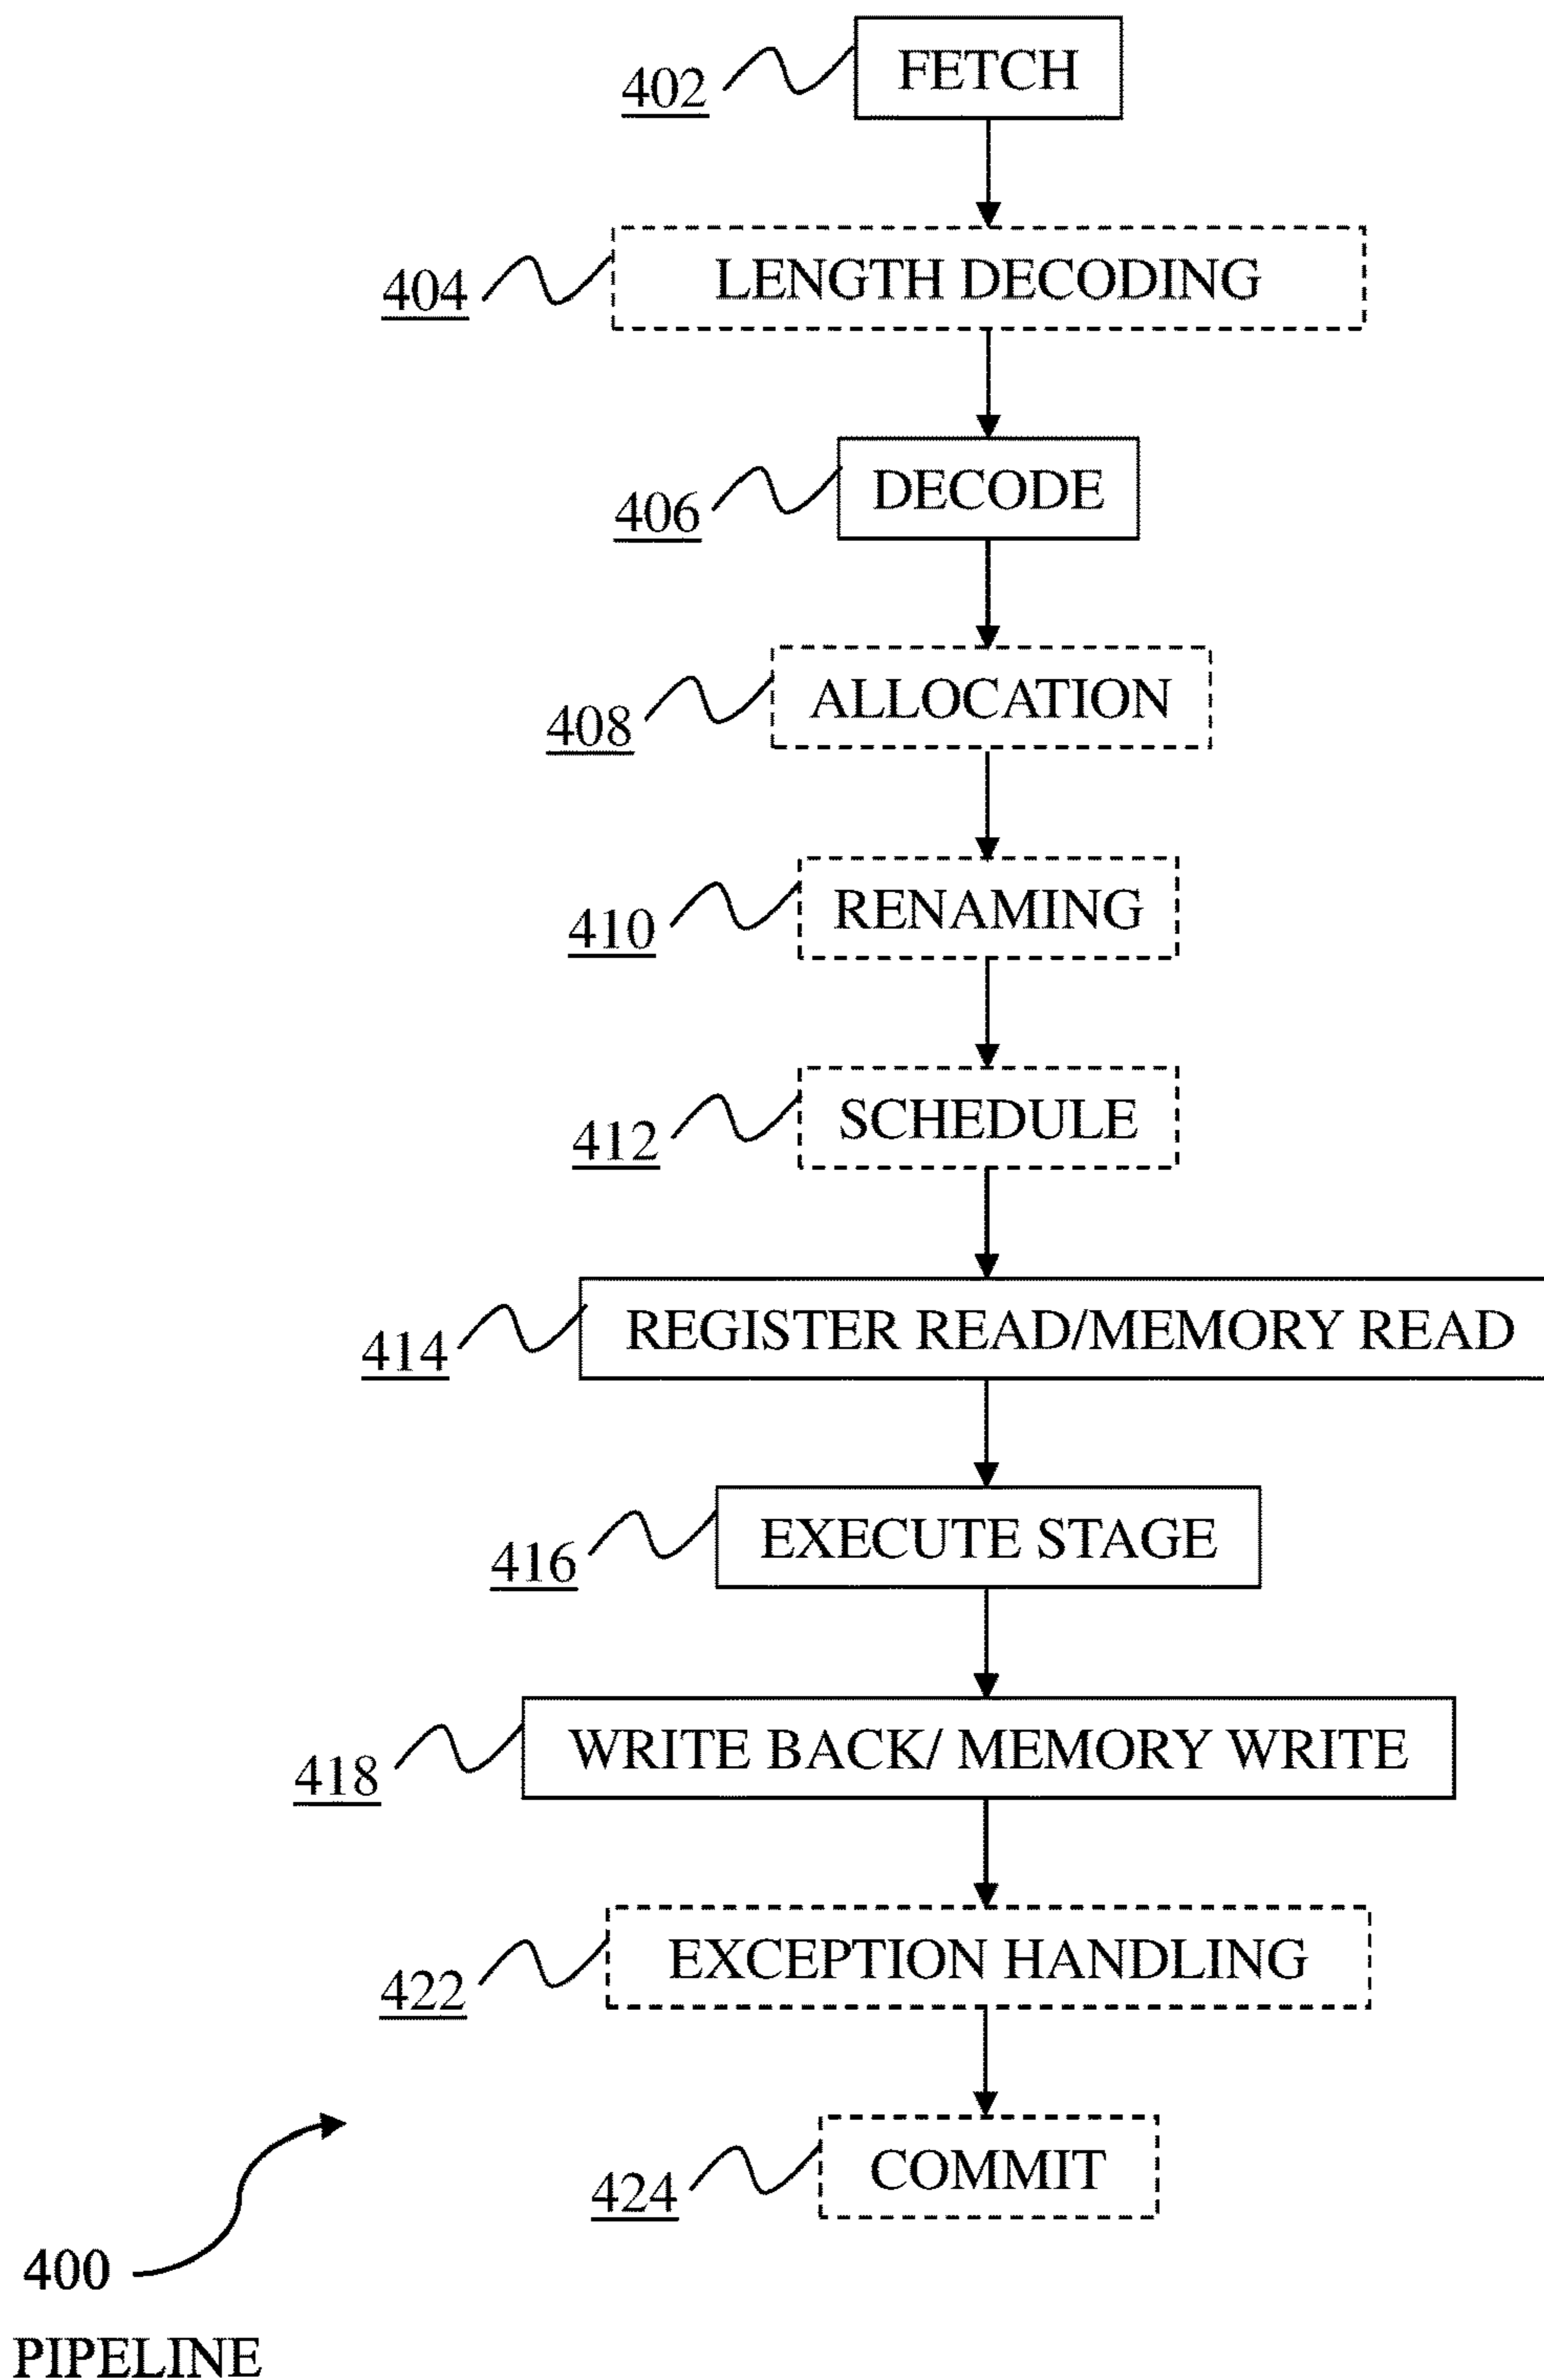 FETCH
402
LENGTH DECODING
404
DECODE
406
ALLOCATION
408
RENAMING
410
SCHEDULE
412
REGISTER READ/MEMORY READ
414
EXECUTE STAGE
416
WRITE BACK/ MEMORY WRITE
418
EXCEPTION HANDLING
422
COMMIT
424
400
PIPELINE